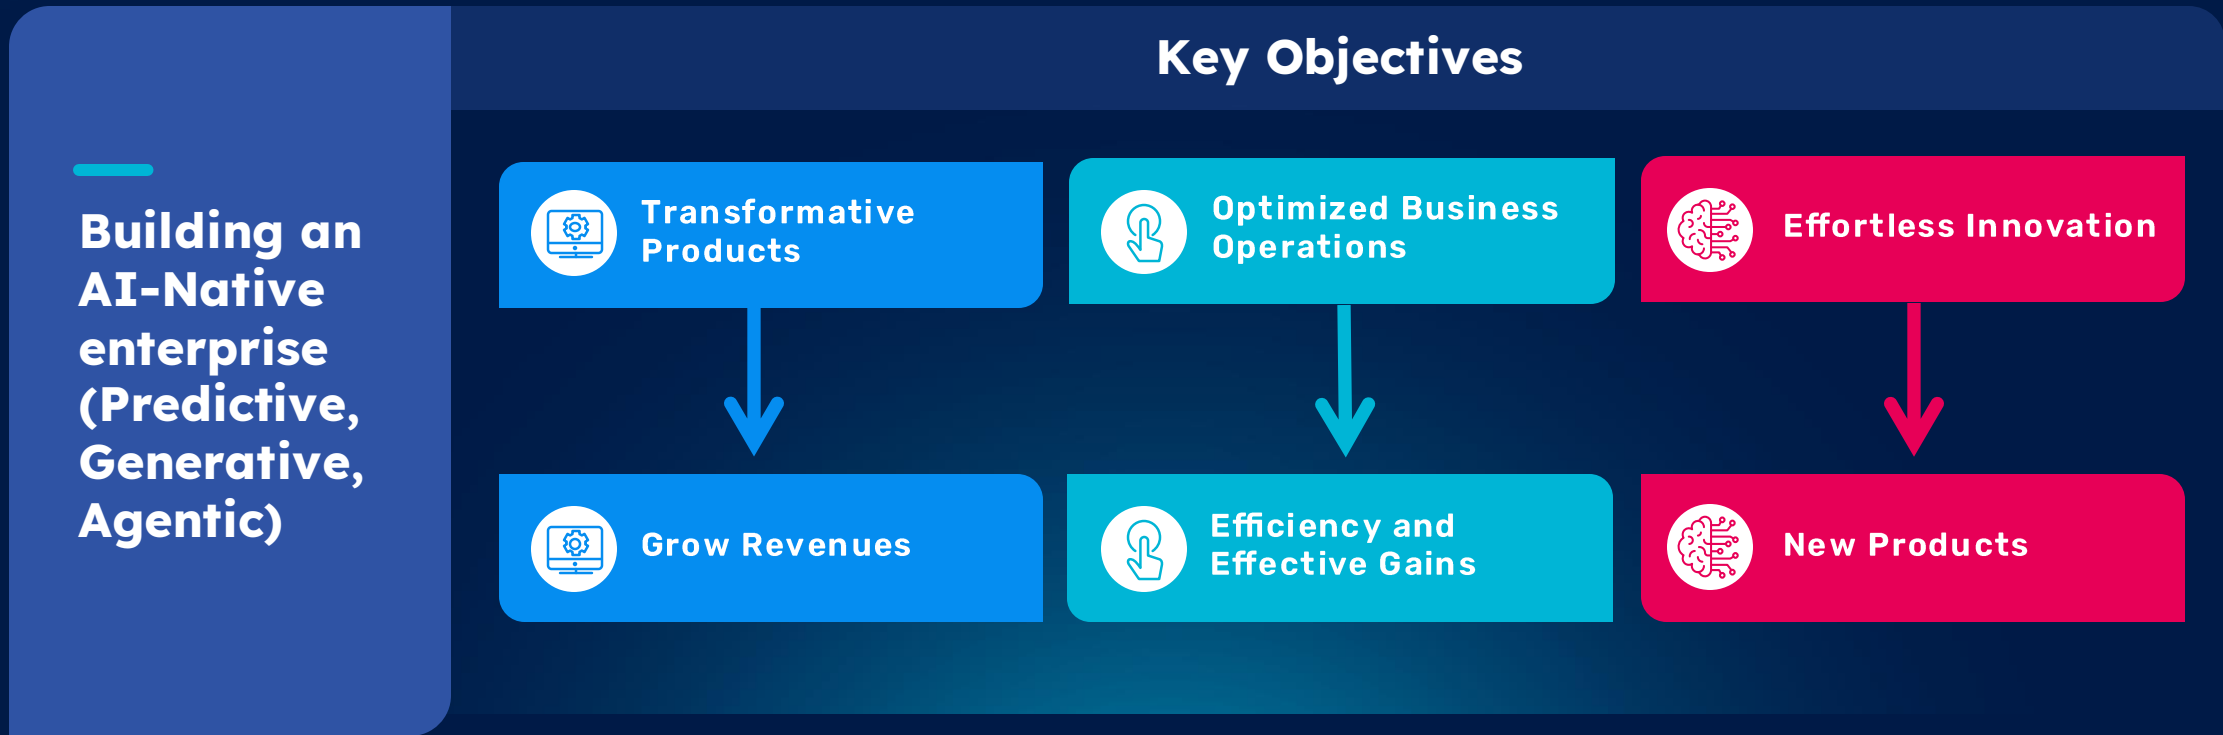 Key Objectives
Building an
AI-Native
enterprise
(Predictive,
Generative,
Agentic)
Transformative
Products
Optimized Business
Operations
Effortless Innovation
Grow Revenues
Efficiency and
Effective Gains
New Products